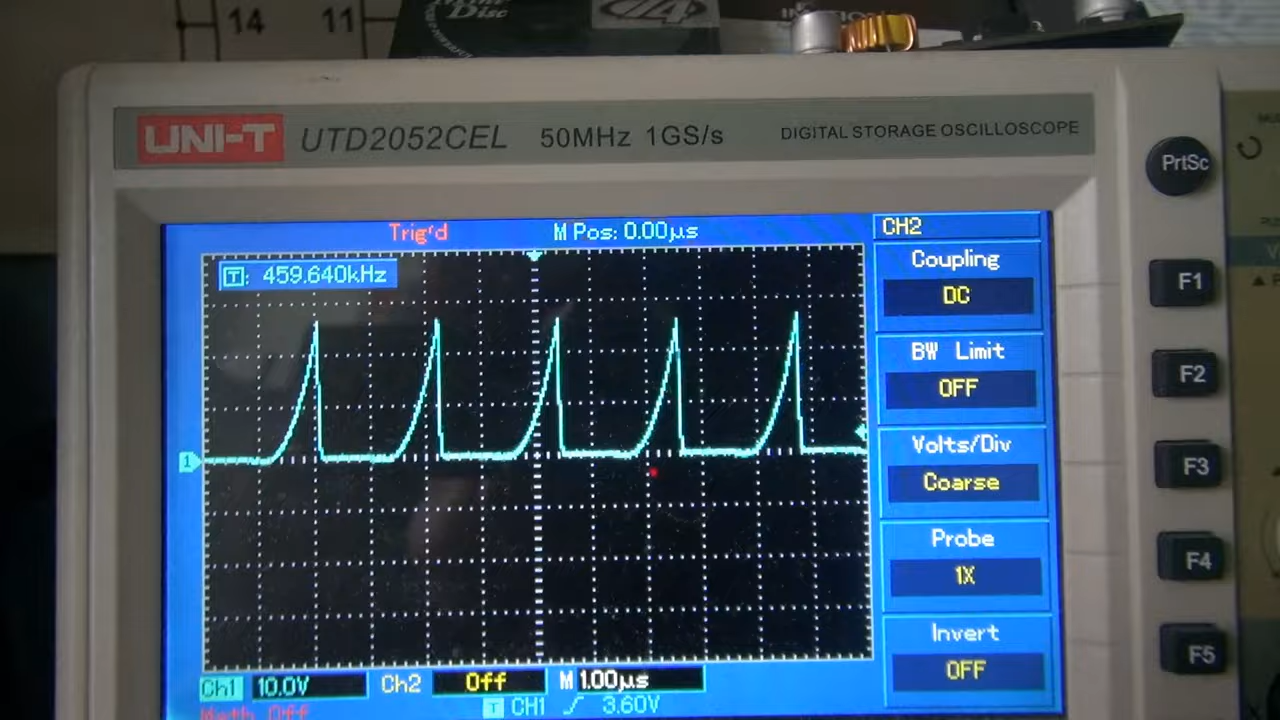 14 11
Disc
UNI-T UTD2052CEL 50MHz 1GS/s DIGITAL STORAGE OSCILLOSCOPE
PrtSc
Trig'd M Pos: 0.00µs CH2
T: 459.640kHz
Coupling
DC
F1
BW Limit
OFF
F2
Volts/Div
Coarse
F3
1
Probe
1X
F4
Invert
OFF
F5
Ch1 10.0V Ch2 Off M 1.00µs
Math Off T CH1 3.60V